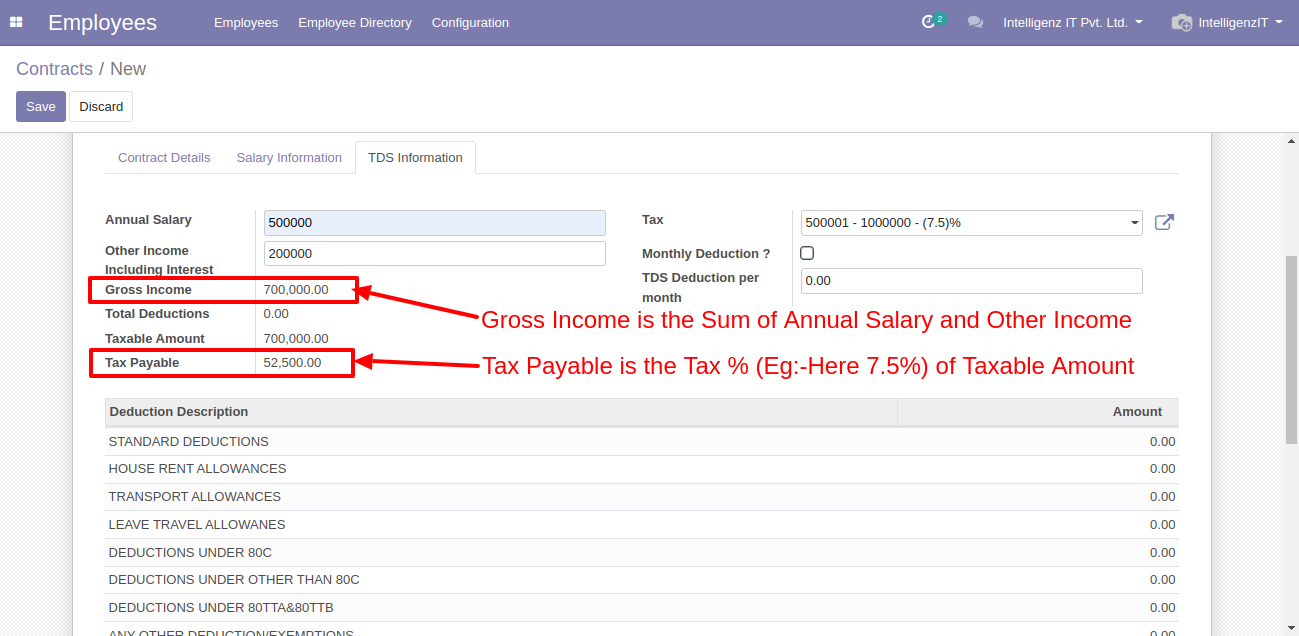 Employees
Employees Employee Directory Configuration
2
Intelligenz IT Pvt. Ltd.
IntelligenzIT
Contracts / New
Save Discard
Contract Details Salary Information TDS Information
Annual Salary 500000
Other Income
Including Interest 200000
Gross Income 700,000.00
Total Deductions 0.00
Taxable Amount 700,000.00
Tax Payable 52,500.00
Tax 500001 - 1000000 - (7.5)%
Monthly Deduction ?
TDS Deduction per
month 0.00
Gross Income is the Sum of Annual Salary and Other Income
Tax Payable is the Tax % (Eg:-Here 7.5%) of Taxable Amount
Deduction Description Amount
STANDARD DEDUCTIONS 0.00
HOUSE RENT ALLOWANCES 0.00
TRANSPORT ALLOWANCES 0.00
LEAVE TRAVEL ALLOWANES 0.00
DEDUCTIONS UNDER 80C 0.00
DEDUCTIONS UNDER OTHER THAN 80C 0.00
DEDUCTIONS UNDER 80TTA&80TTB 0.00
ANY OTHER DEDUCTION/EXEMPTIONS 0.00